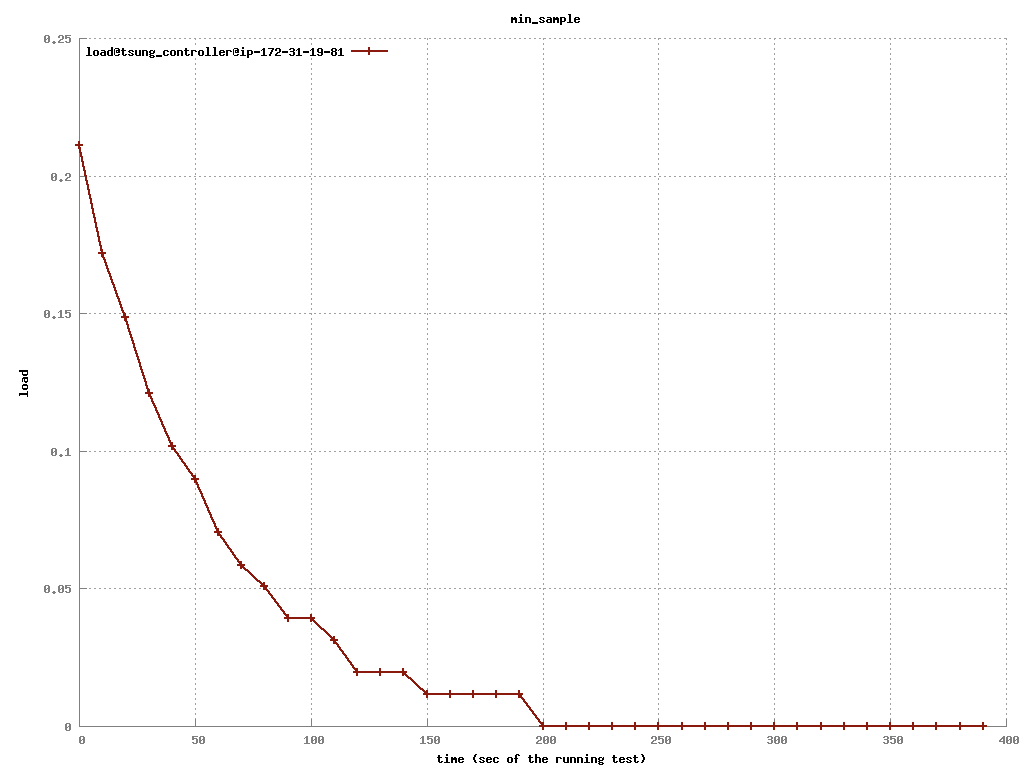 min_sample
load@tsung_controller@ip-172-31-19-81
0.25
0.2
0.15
0.1
0.05
0
load
0 50 100 150 200 250 300 350 400
time (sec of the running test)